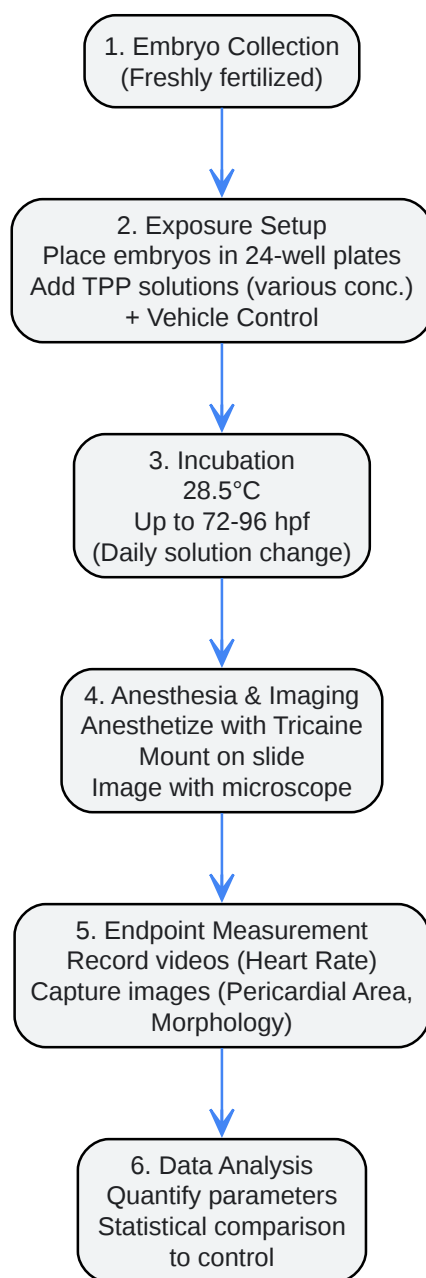 1. Embryo Collection
(Freshly fertilized)
2. Exposure Setup
Place embryos in 24-well plates
Add TPP solutions (various conc.)
+ Vehicle Control
3. Incubation
28.5°C
Up to 72-96 hpf
(Daily solution change)
4. Anesthesia & Imaging
Anesthetize with Tricaine
Mount on slide
Image with microscope
5. Endpoint Measurement
Record videos (Heart Rate)
Capture images (Pericardial Area,
Morphology)
6. Data Analysis
Quantify parameters
Statistical comparison
to control